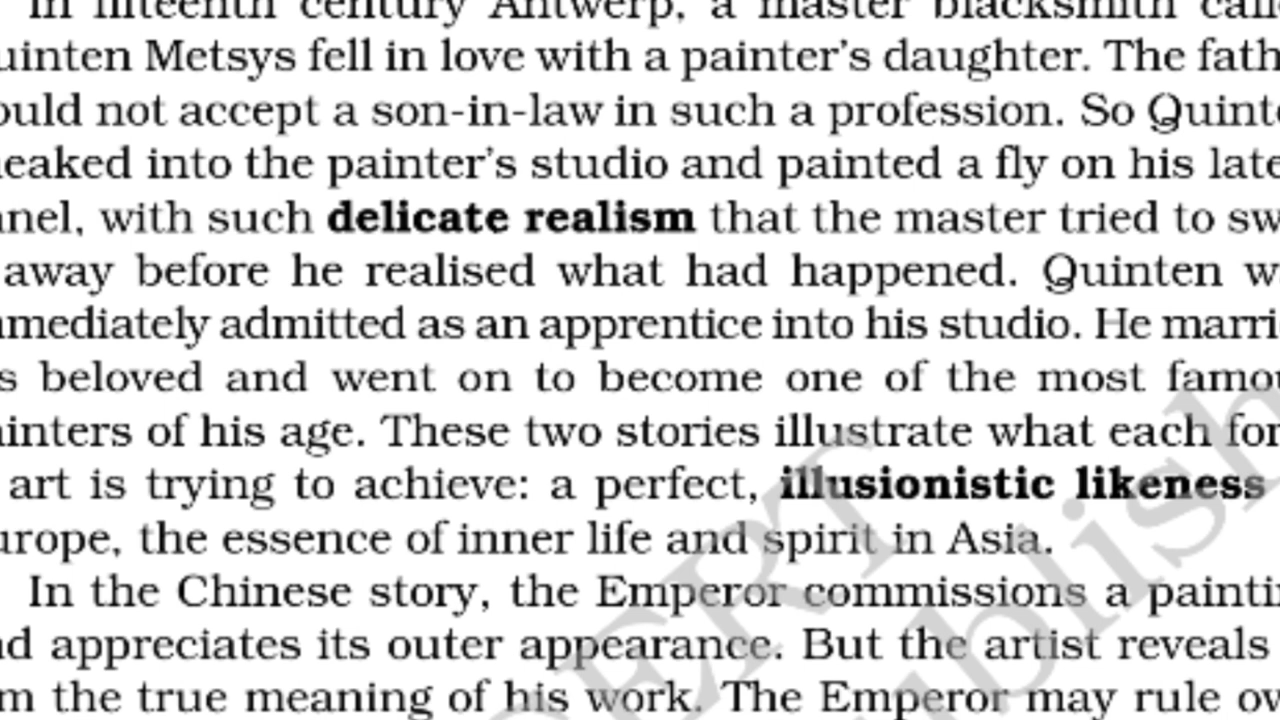 In fifteenth century Antwerp, a master blacksmith calle
uinten Metsys fell in love with a painter's daughter. The fath
ould not accept a son-in-law in such a profession. So Quinte
eaked into the painter's studio and painted a fly on his late
nel, with such delicate realism that the master tried to sw
away before he realised what had happened. Quinten w
mediately admitted as an apprentice into his studio. He marri
s beloved and went on to become one of the most famou
inters of his age. These two stories illustrate what each for
art is trying to achieve: a perfect, illusionistic likeness
urope, the essence of inner life and spirit in Asia.
In the Chinese story, the Emperor commissions a paintin
d appreciates its outer appearance. But the artist reveals
m the true meaning of his work. The Emperor may rule ov